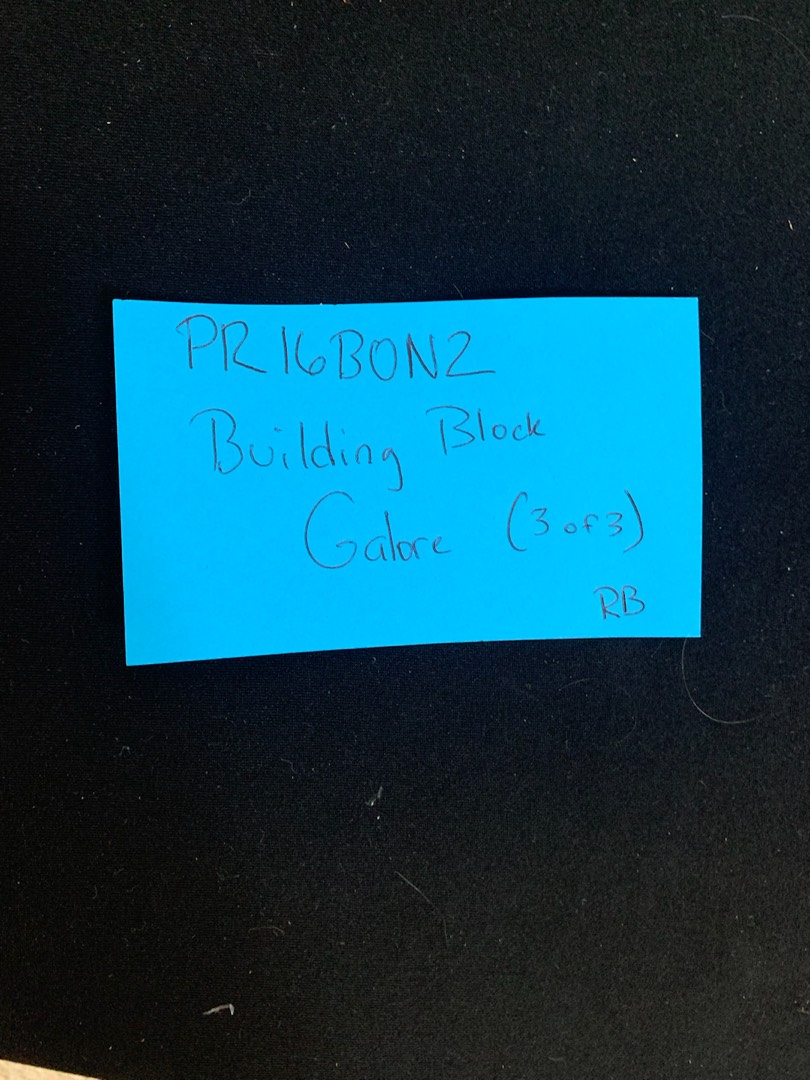 PR16BON2
Building Block
Galore (3 of 3)
RB